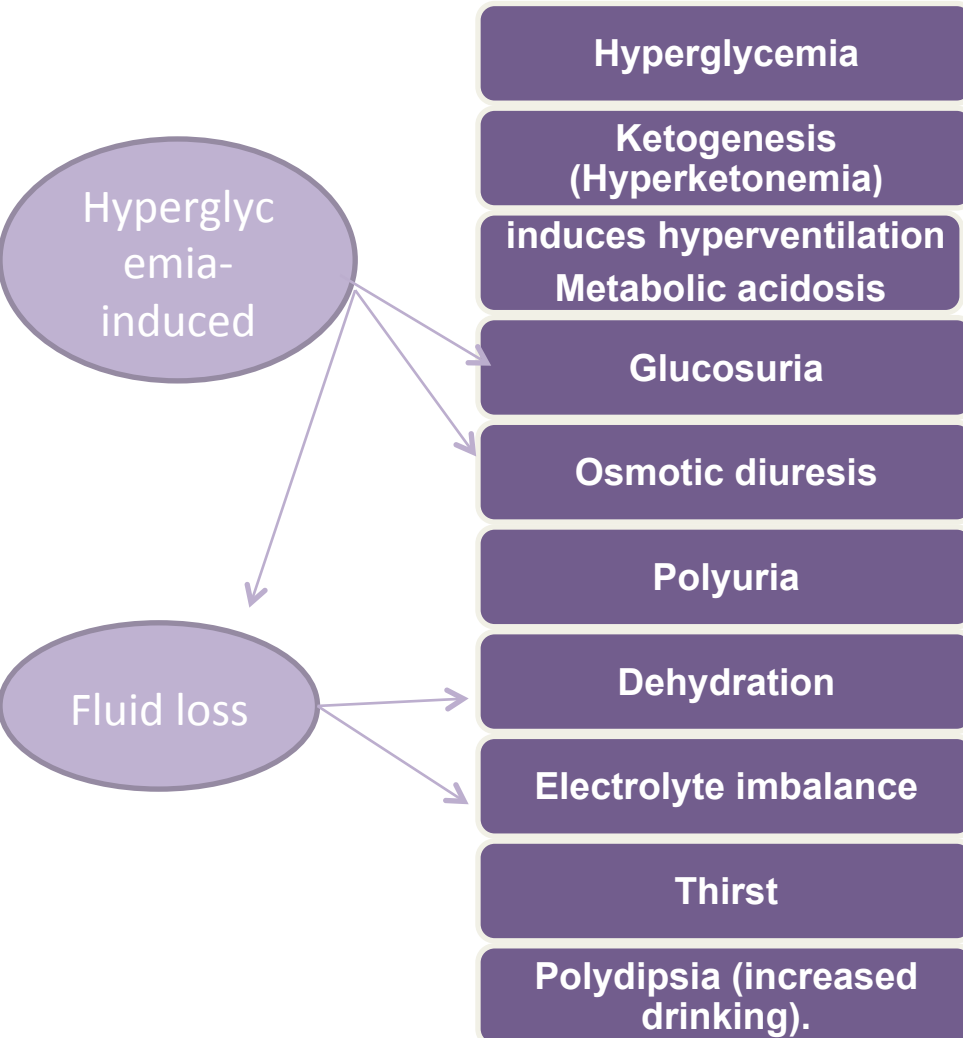 Hyperglycemia
Ketogenesis
(Hyperketonemia)
induces hyperventilation
Metabolic acidosis
Hyperglyc
emia-
induced
Glucosuria
Osmotic diuresis
Polyuria
Dehydration
Fluid loss
Electrolyte imbalance
Thirst
Polydipsia (increased
drinking).